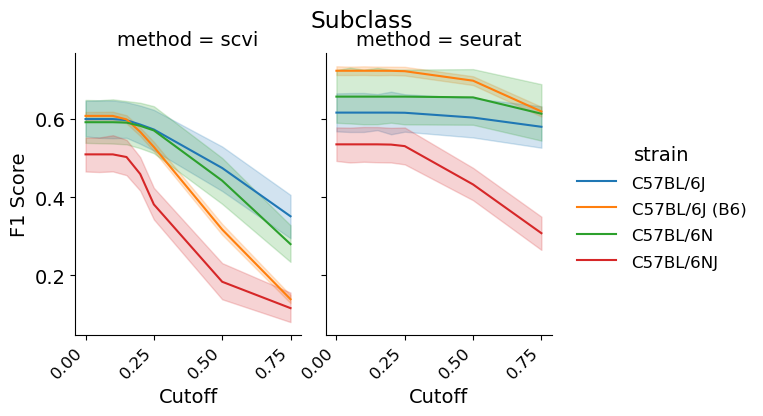 Subclass
method = scvi
method = seurat
F1 Score
0.6
0.4
0.2
0.00
0.25
0.50
0.75
Cutoff
0.00
0.25
0.50
0.75
Cutoff
strain
C57BL/6J
C57BL/6J (B6)
C57BL/6N
C57BL/6NJ